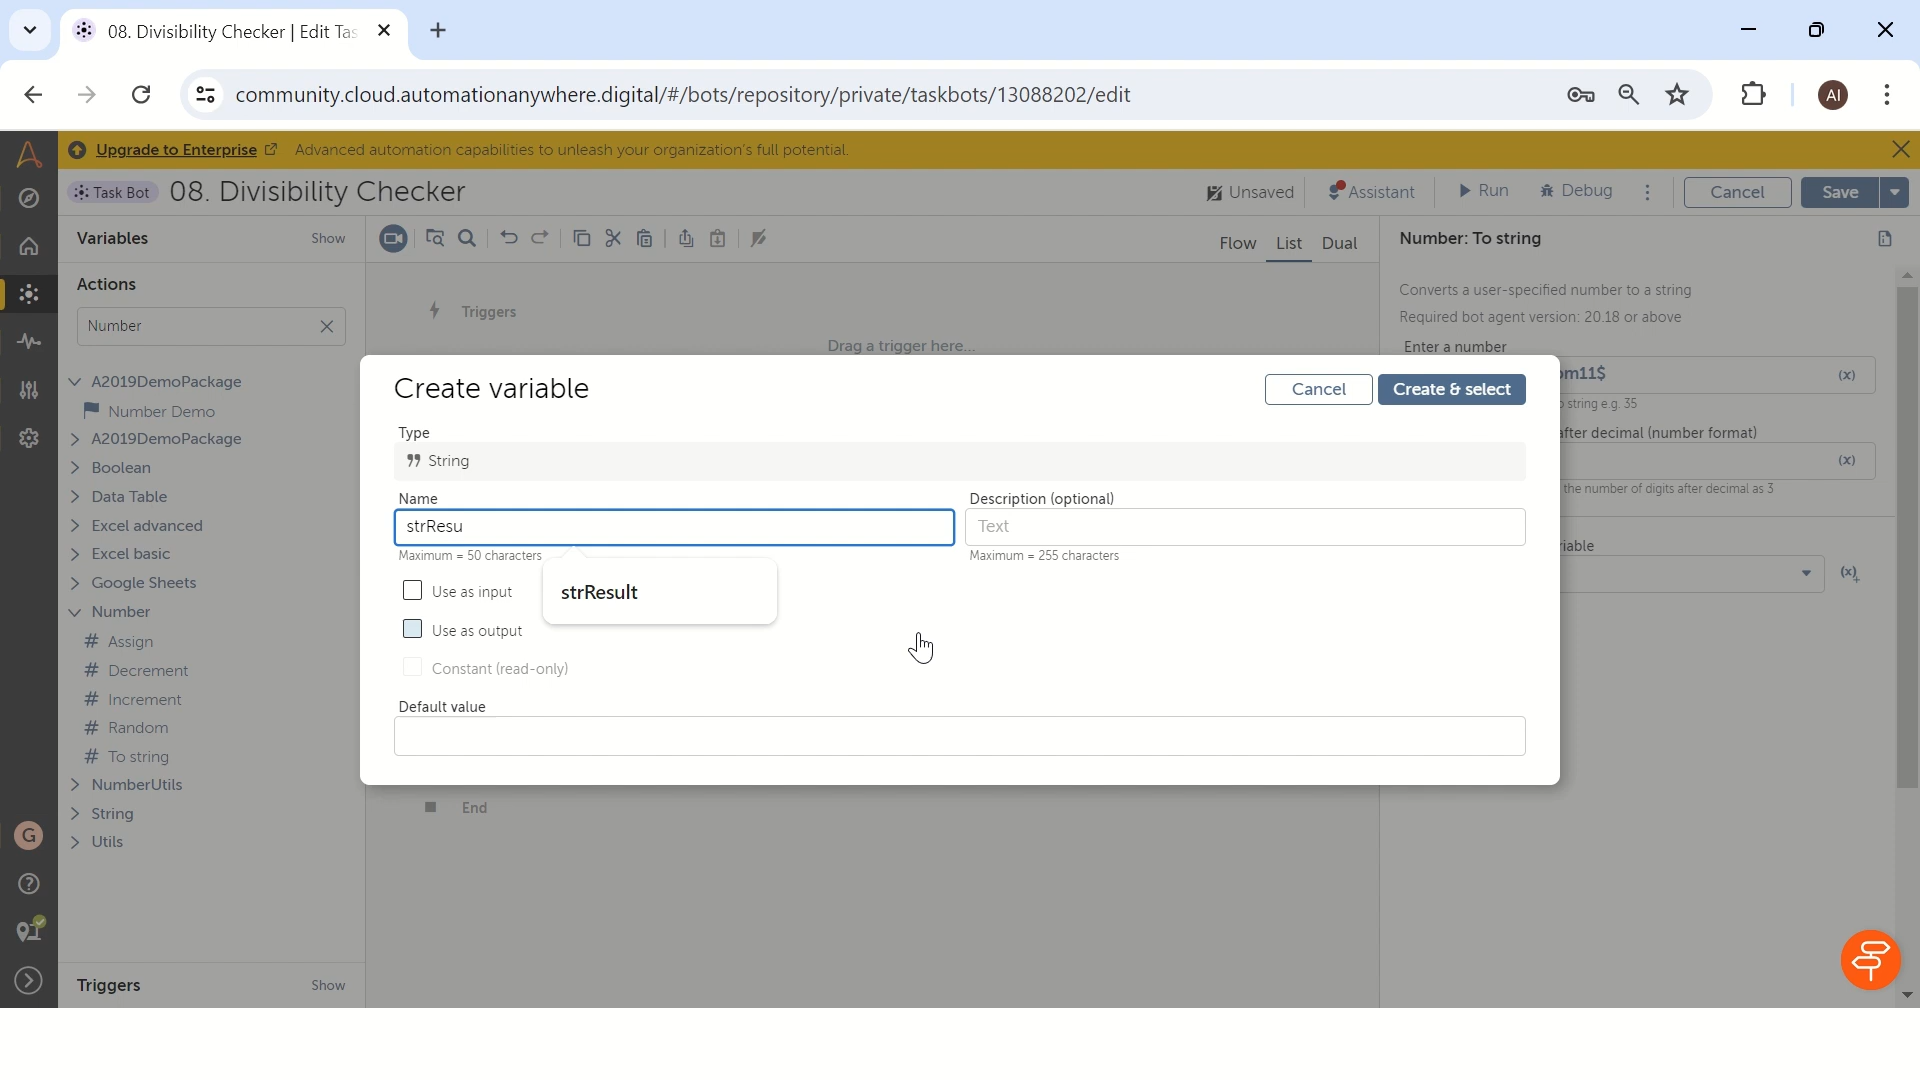 08. Divisibility Checker | Edit Tas
community.cloud.automationanywhere.digital/#/bots/repository/private/taskbots/13088202/edit
AI
Upgrade to Enterprise
Advanced automation capabilities to unleash your organization's full potential.
Task Bot
08. Divisibility Checker
Unsaved
Assistant
Run
Debug
Cancel
Save
Variables
Show
Flow
List
Dual
Number: To string
Actions
Number
Triggers
Drag a trigger here...
Converts a user-specified number to a string
Required bot agent version: 20.18 or above
Enter a number
om11$
(x)
string e.g. 35
after decimal (number format)
(x)
the number of digits after decimal as 3
iable
(x)+
A2019DemoPackage
Number Demo
A2019DemoPackage
Boolean
Data Table
Excel advanced
Excel basic
Google Sheets
Number
Assign
Decrement
Increment
Random
To string
NumberUtils
String
Utils
Create variable
Cancel
Create & select
Type
String
Name
Description (optional)
strResu
Text
Maximum = 50 characters
Maximum = 255 characters
Use as input
strResult
Use as output
Constant (read-only)
Default value
End
G
Triggers
Show